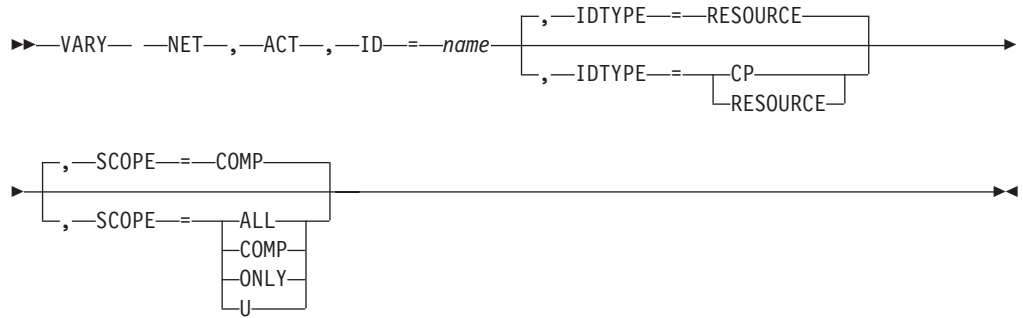 , IDTYPE = RESOURCE
VARY NET , ACT , ID = name
, IDTYPE = CP
RESOURCE
, SCOPE = COMP
, SCOPE = ALL
COMP
ONLY
U